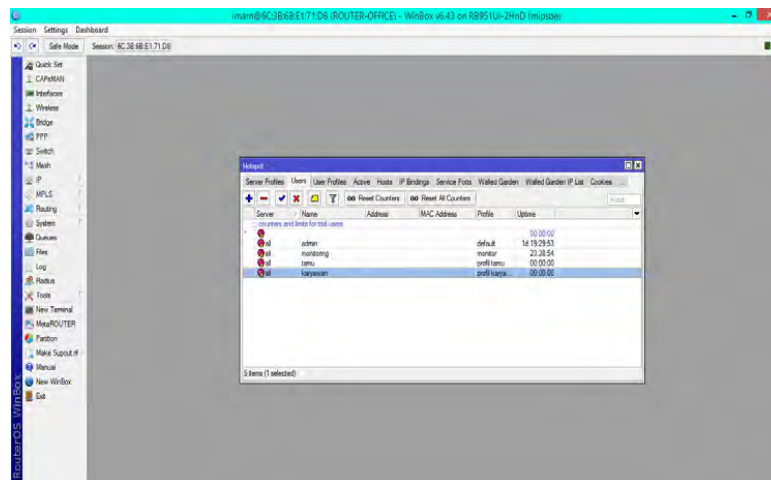 imam@6C:3B:6B:E1:71:D8 (ROUTER-OFFICE) - WinBox v6.43 on RB951Ui-2HnD (mipsbe)
Session Settings Dashboard
Safe Mode Session: 6C:3B:6B:E1:71:D8
Quick Set
CAPsMAN
Interfaces
Wireless
Bridge
PPP
Switch
Mesh
IP
MPLS
Routing
System
Queues
Files
Log
Radius
Tools
New Terminal
MetaROUTER
Partition
Make Supout.rif
Manual
New WinBox
Exit
RouterOS WinBox
Hotspot
Server Profiles Users User Profiles Active Hosts IP Bindings Service Ports Walled Garden Walled Garden IP List Cookies ...
Reset Counters Reset All Counters Find
Server Name Address MAC Address Profile Uptime
::: counters and limits for trial users
00:00:00
all admin default 1d 19:29:53
all monitoring monitor 23:38:54
all tamu profil tamu 00:00:00
all karyawan profil karya... 00:00:00
5 items (1 selected)